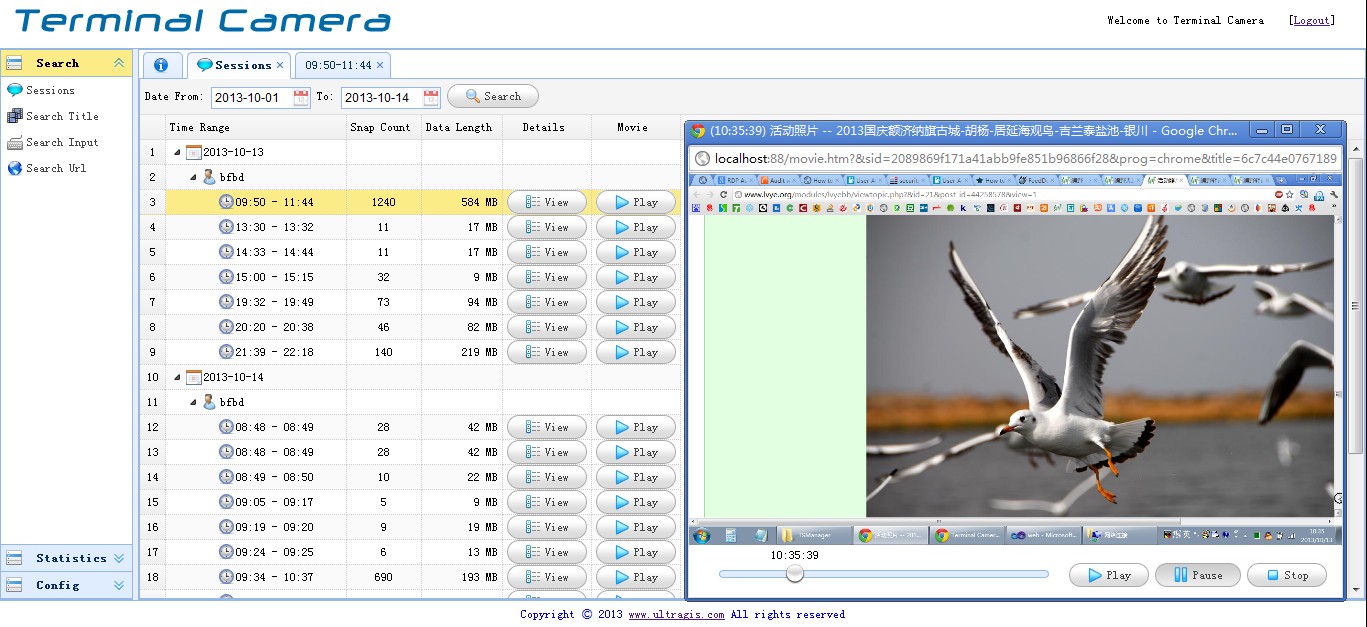 Terminal Camera
Welcome to Terminal Camera [Logout]
Search
Sessions
Search Title
Search Input
Search Url
Statistics
Config
Sessions × 09:50-11:44 ×
Date From: 2013-10-01 To: 2013-10-14 Search
Time Range Snap Count Data Length Details Movie
1 2013-10-13
2 bfbd
3 09:50 - 11:44 1240 584 MB View Play
4 13:30 - 13:32 11 17 MB View Play
5 14:33 - 14:44 11 17 MB View Play
6 15:00 - 15:15 32 9 MB View Play
7 19:32 - 19:49 73 94 MB View Play
8 20:20 - 20:38 46 82 MB View Play
9 21:39 - 22:18 140 219 MB View Play
10 2013-10-14
11 bfbd
12 08:48 - 08:49 28 42 MB View Play
13 08:48 - 08:49 28 42 MB View Play
14 08:49 - 08:50 10 22 MB View Play
15 09:05 - 09:17 5 9 MB View Play
16 09:19 - 09:20 9 19 MB View Play
17 09:24 - 09:25 6 13 MB View Play
18 09:34 - 10:37 690 193 MB View Play
(10:35:39) 活动照片 -- 2013国庆额济纳旗古城-胡杨-居延海观鸟-吉兰泰盐池-银川 - Google Chr...
localhost:88/movie.htm?&sid=2089869f171a41abb9fe851b96866f28&prog=chrome&title=6c7c44e0767189
www.lvye.org/modules/lvyebb/viewtopic.php?&id=21&post_id=44258578&view=1
TSManager
Terminal Camer...
web - Microsoft...
10:35
2013/10/13
10:35:39
Play Pause Stop
Copyright © 2013 www.ultragis.com All rights reserved